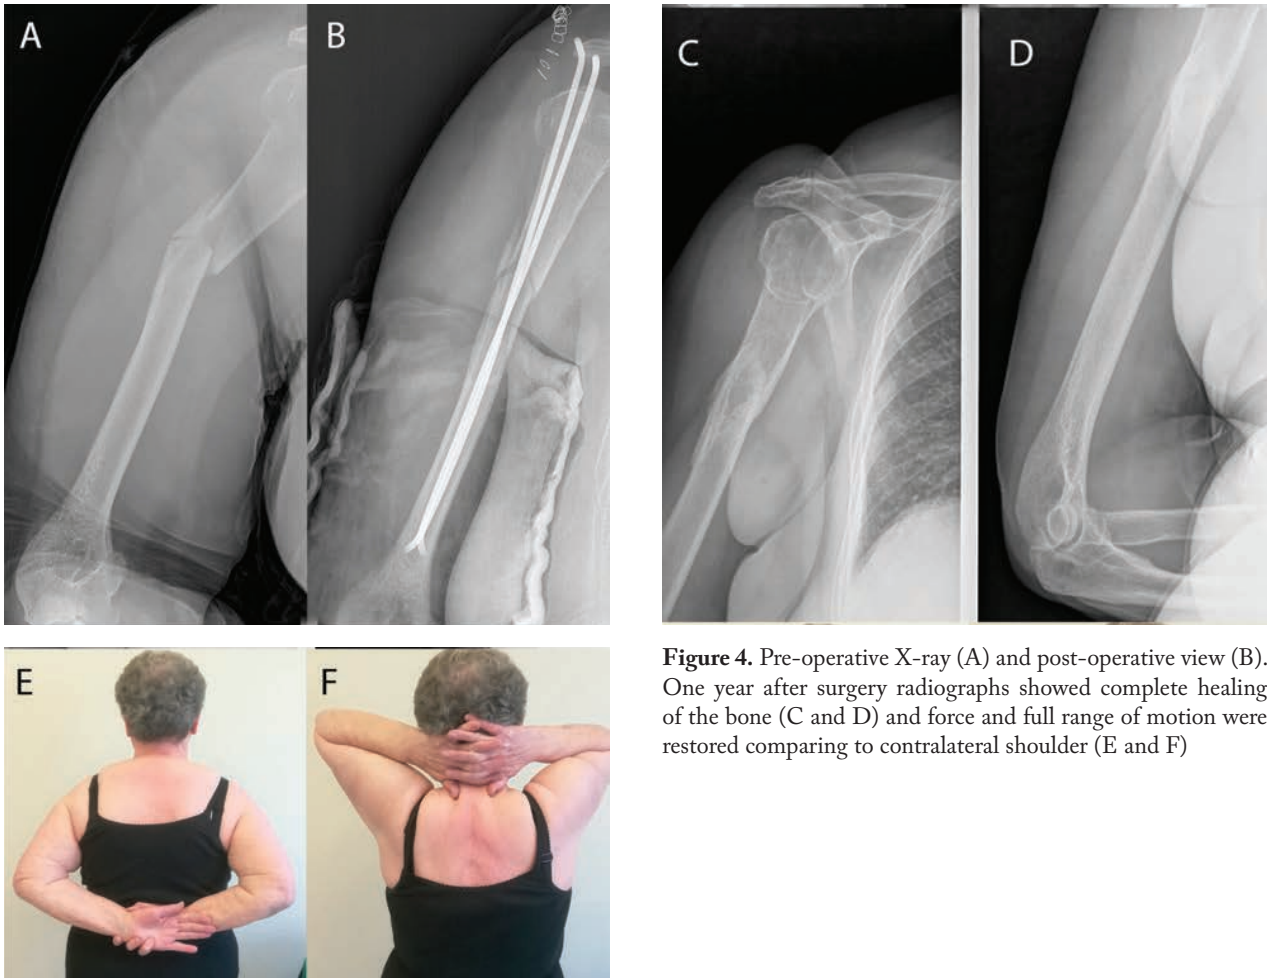 A
B
C
D
E
F
Figure 4. Pre-operative X-ray (A) and post-operative view (B).
One year after surgery radiographs showed complete healing
of the bone (C and D) and force and full range of motion were
restored comparing to contralateral shoulder (E and F)